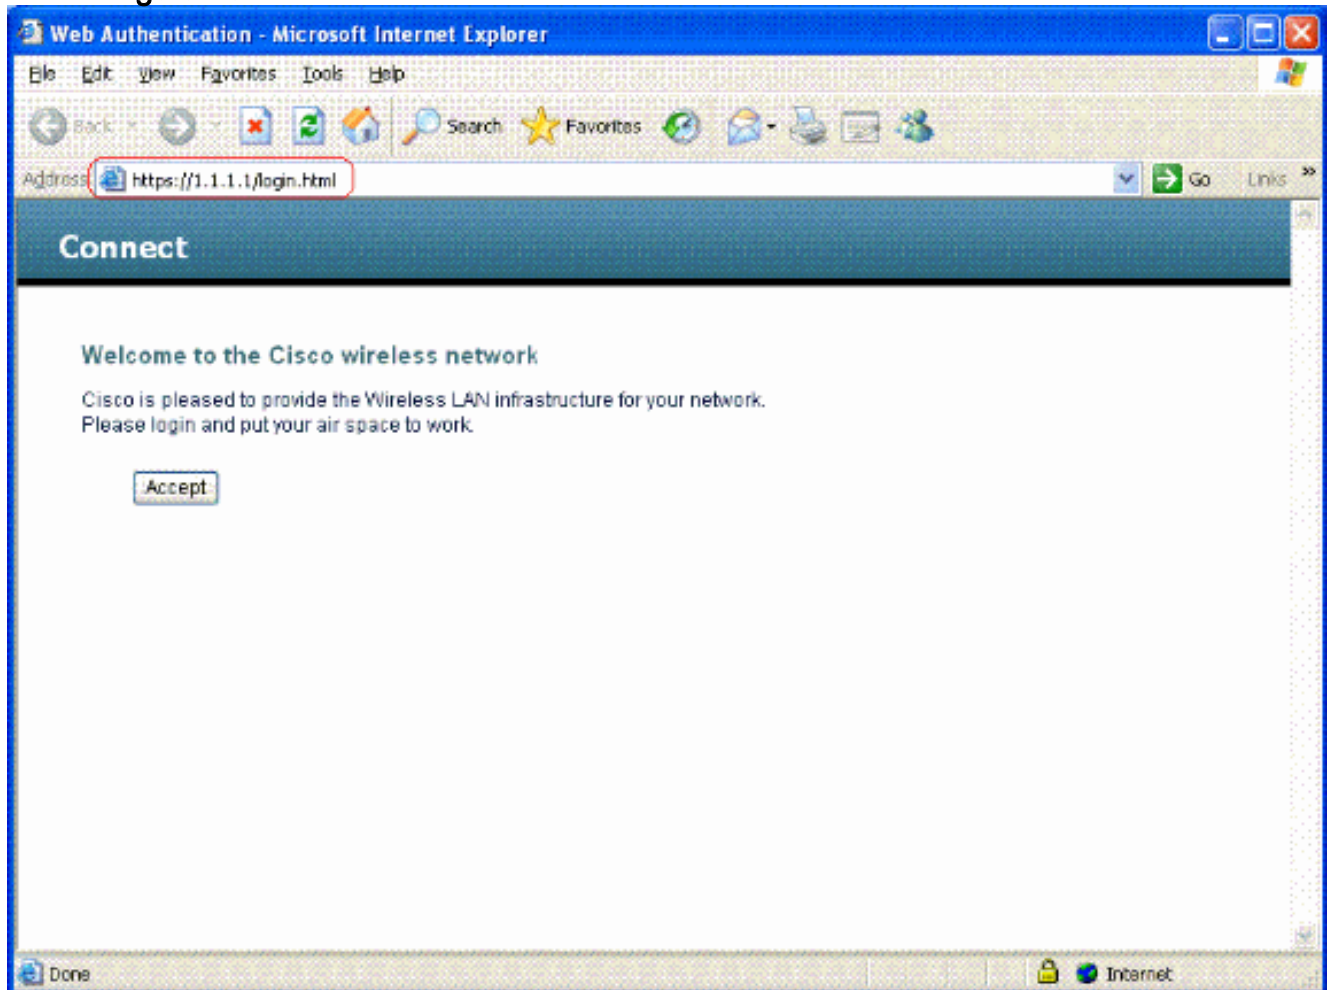 Web Authentication - Microsoft Internet Explorer
File Edit View Favorites Tools Help
Back Search Favorites
Address https://1.1.1.1/login.html Go Links »
Connect
Welcome to the Cisco wireless network
Cisco is pleased to provide the Wireless LAN infrastructure for your network.
Please login and put your air space to work.
Accept
Done Internet